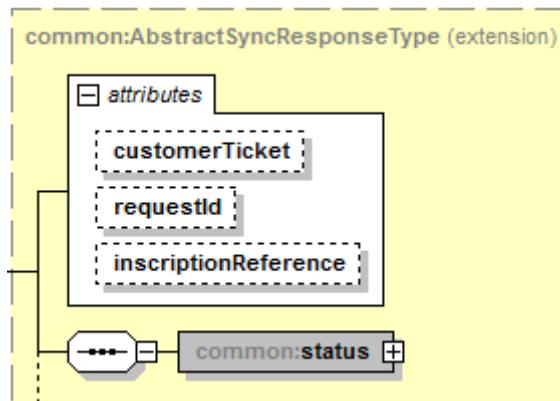 common:AbstractSyncResponseType (extension)
attributes
customerTicket
requestId
inscriptionReference
common:status